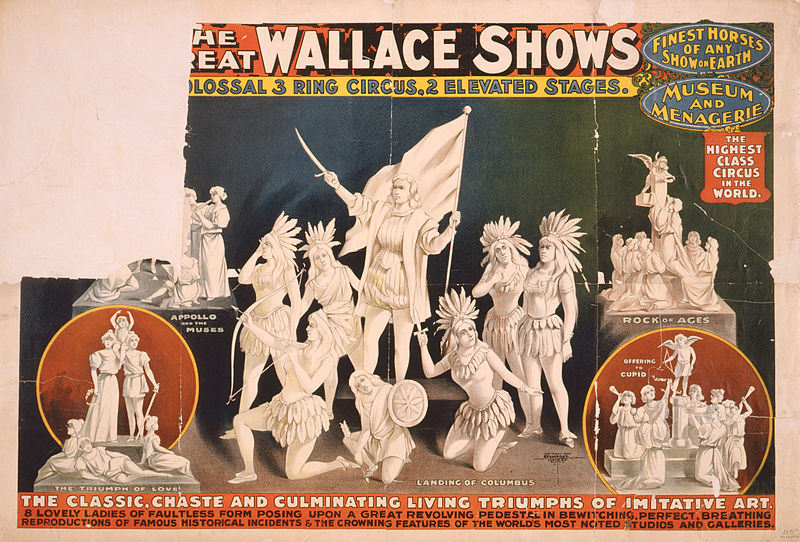 HE
REAT WALLACE SHOWS
OLOSSAL 3 RING CIRCUS, 2 ELEVATED STAGES.
FINEST HORSES
OF ANY
SHOW ON EARTH
MUSEUM
AND
MENAGERIE
THE
HIGHEST
CLASS
CIRCUS
IN THE
WORLD.
APPOLLO
AND THE
MUSES
ROCK OF AGES
OFFERING
TO
CUPID
THE TRIUMPH OF LOVE
LANDING OF COLUMBUS
THE CLASSIC, CHASTE AND CULMINATING LIVING TRIUMPHS OF IMITATIVE ART.
8 LOVELY LADIES OF FAULTLESS FORM POSING UPON A GREAT REVOLVING PEDESTAL IN BEWITCHING, PERFECT, BREATHING
REPRODUCTIONS OF FAMOUS HISTORICAL INCIDENTS & THE CROWNING FEATURES OF THE WORLD'S MOST NOTED STUDIOS AND GALLERIES.